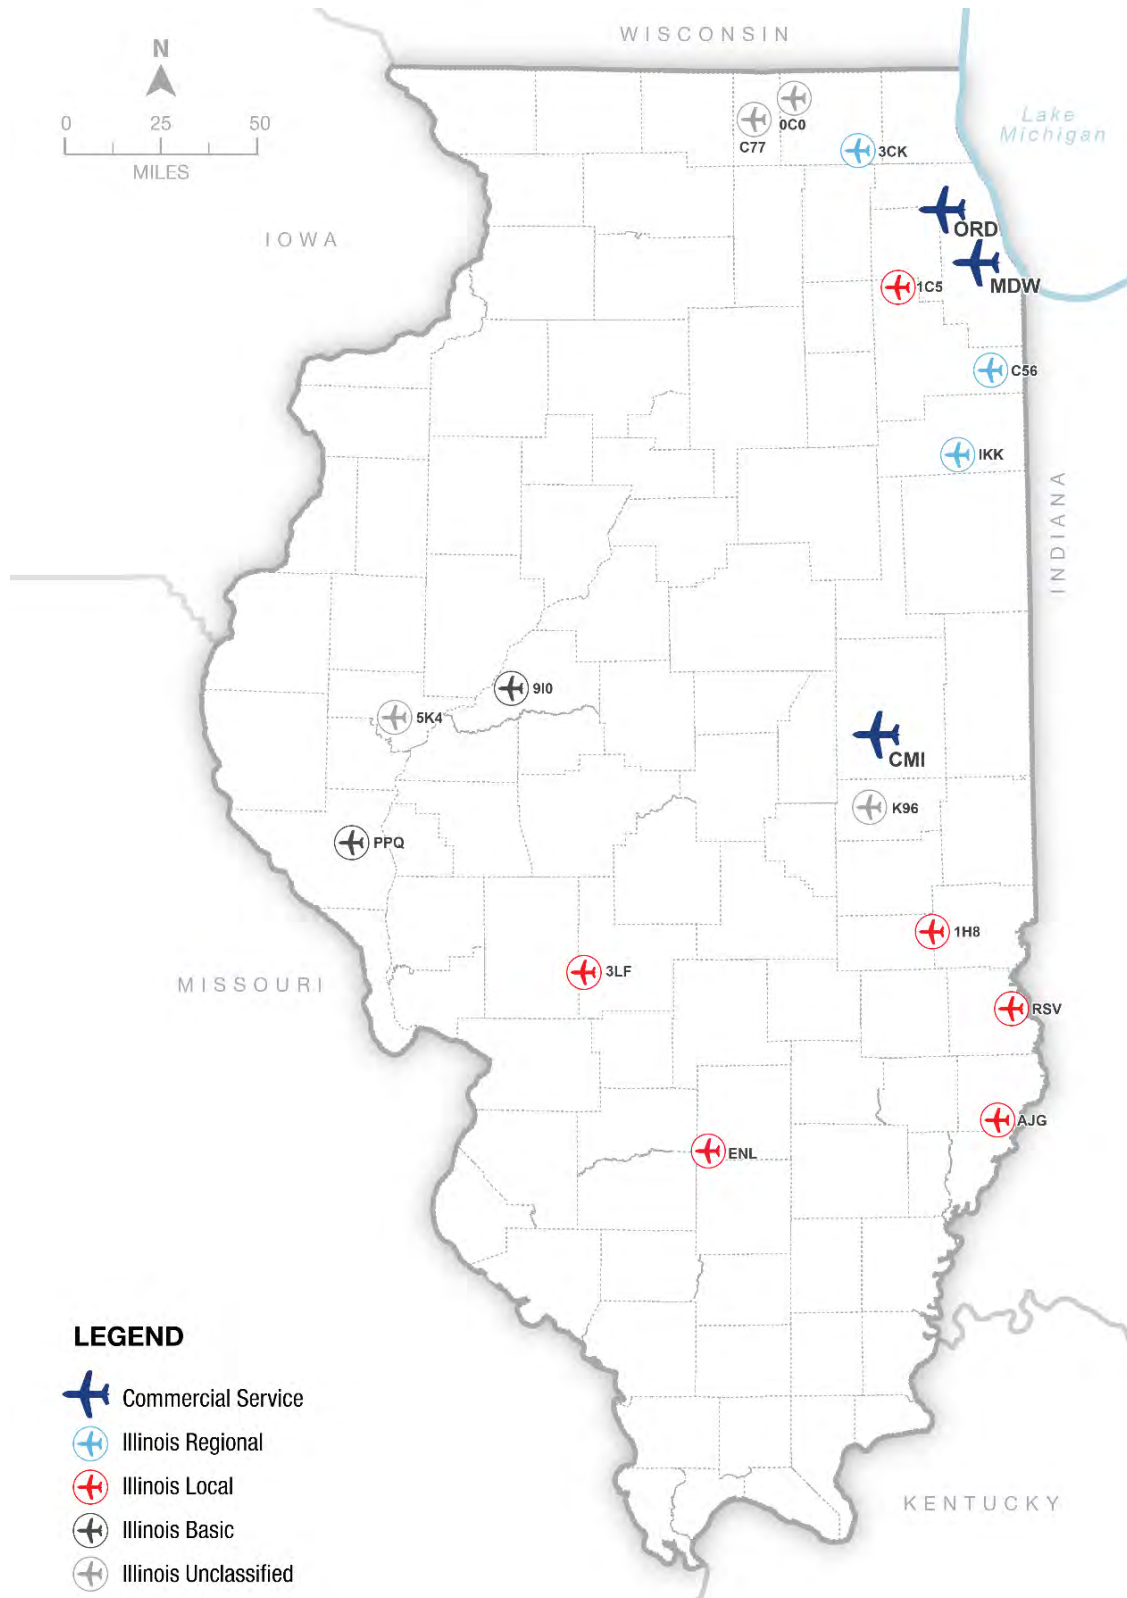 WISCONSIN
N
0 25 50
MILES
Lake
Michigan
0C0
C77
3CK
ORD
IOWA
MDW
1C5
C56
IKK
INDIANA
9I0
5K4
CMI
K96
PPQ
1H8
3LF
MISSOURI
RSV
AJG
ENL
LEGEND
Commercial Service
Illinois Regional
Illinois Local
Illinois Basic
Illinois Unclassified
KENTUCKY